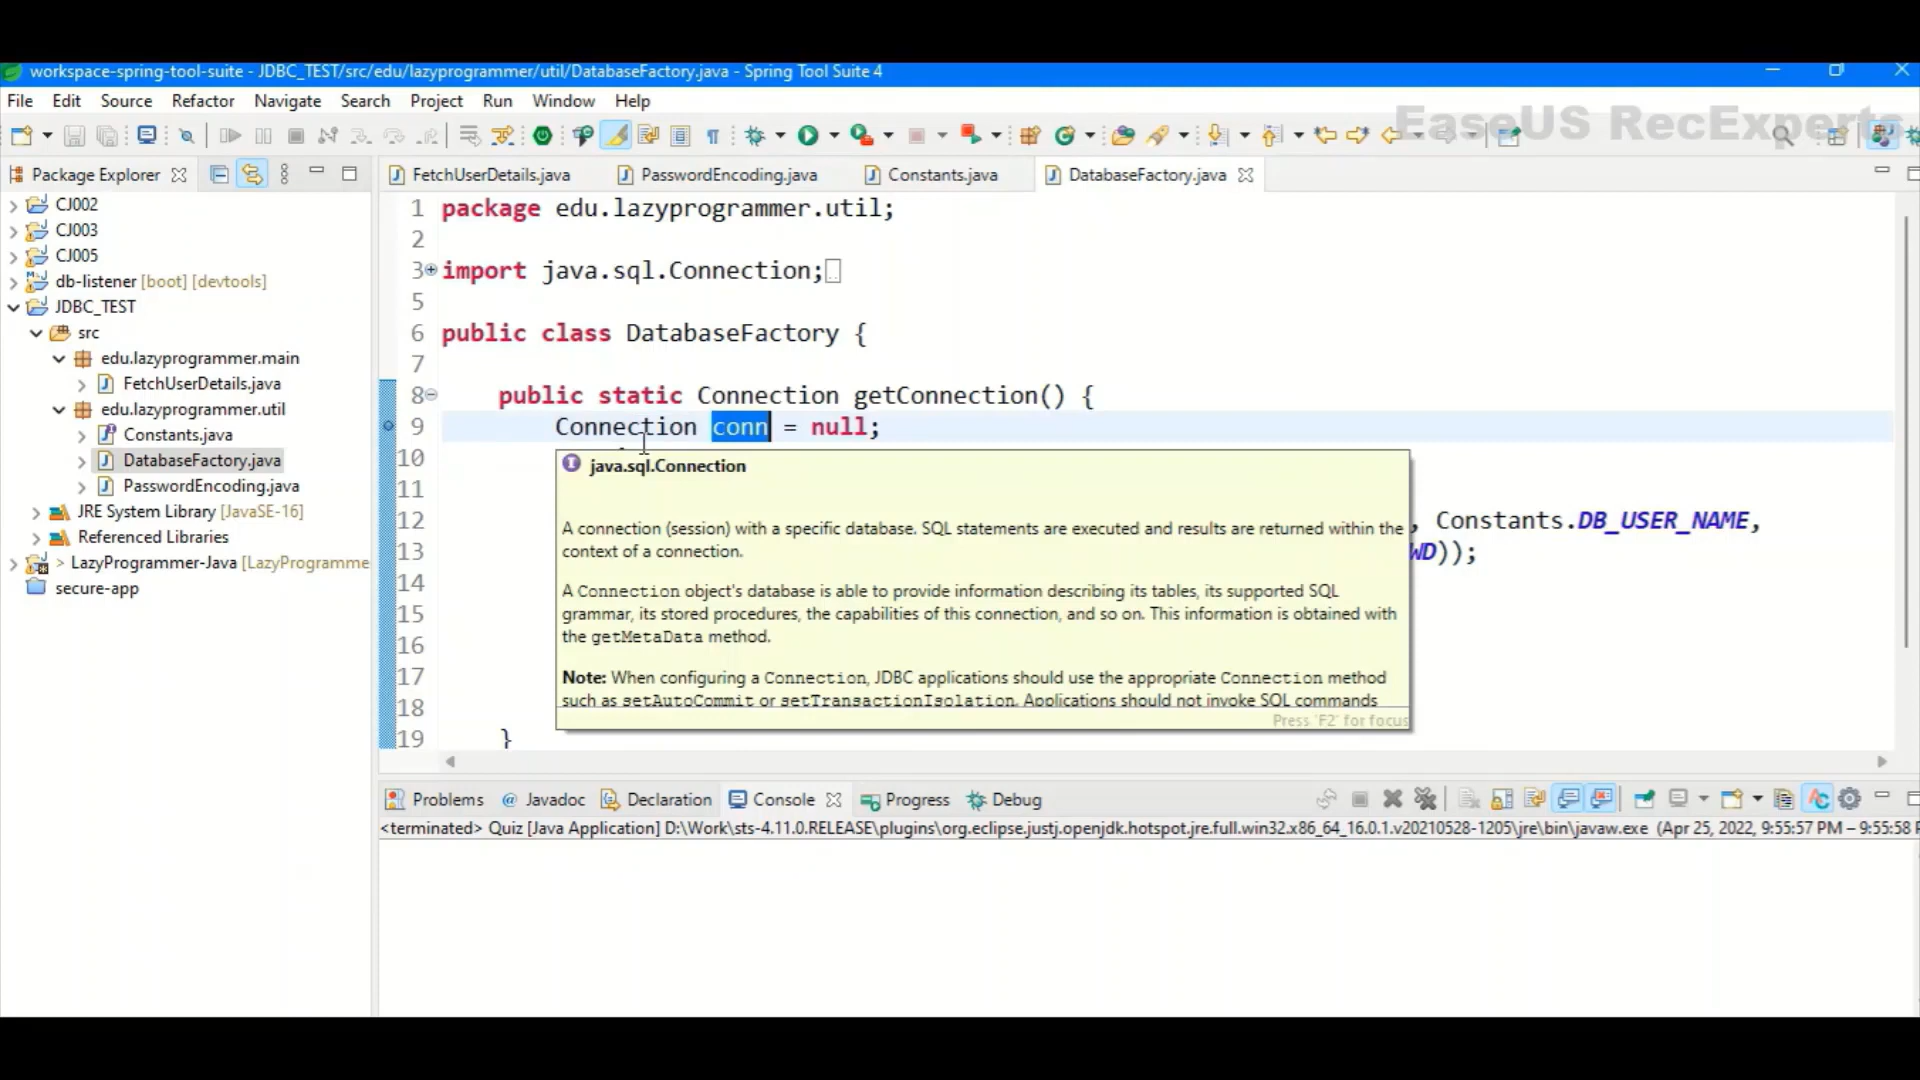 workspace-spring-tool-suite - JDBC_TEST/src/edu/lazyprogrammer/util/DatabaseFactory.java - Spring Tool Suite 4
File Edit Source Refactor Navigate Search Project Run Window Help
EaseUS RecExperts
Package Explorer
FetchUserDetails.java PasswordEncoding.java Constants.java DatabaseFactory.java
CJ002
CJ003
CJ005
db-listener [boot] [devtools]
JDBC_TEST
src
edu.lazyprogrammer.main
FetchUserDetails.java
edu.lazyprogrammer.util
Constants.java
DatabaseFactory.java
PasswordEncoding.java
JRE System Library [JavaSE-16]
Referenced Libraries
> LazyProgrammer-Java [LazyProgramme
secure-app
1 package edu.lazyprogrammer.util;
2
3 import java.sql.Connection;
5
6 public class DatabaseFactory {
7
8 public static Connection getConnection() {
9 Connection conn = null;
10
11
12 , Constants.DB_USER_NAME,
13 WD));
14
15
16
17
18
19 }
java.sql.Connection
A connection (session) with a specific database. SQL statements are executed and results are returned within the
context of a connection.
A Connection object's database is able to provide information describing its tables, its supported SQL
grammar, its stored procedures, the capabilities of this connection, and so on. This information is obtained with
the getMetaData method.
Note: When configuring a Connection, JDBC applications should use the appropriate Connection method
such as setAutoCommit or setTransactionIsolation. Applications should not invoke SQL commands
Press 'F2' for focus
Problems @ Javadoc Declaration Console Progress Debug
<terminated> Quiz [Java Application] D:\Work\sts-4.11.0.RELEASE\plugins\org.eclipse.justj.openjdk.hotspot.jre.full.win32.x86_64_16.0.1.v20210528-1205\jre\bin\javaw.exe (Apr 25, 2022, 9:55:57 PM – 9:55:58 P